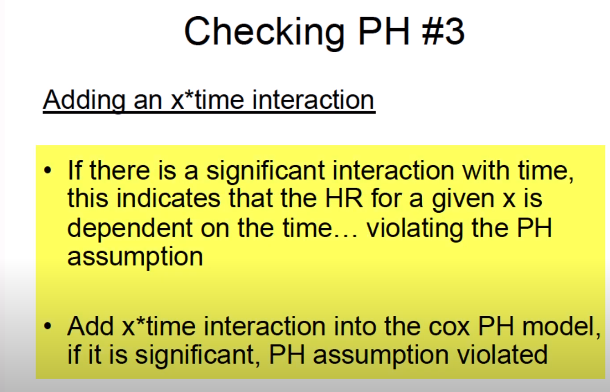 Checking PH #3
Adding an x*time interaction
• If there is a significant interaction with time,
this indicates that the HR for a given x is
dependent on the time… violating the PH
assumption
• Add x*time interaction into the cox PH model,
if it is significant, PH assumption violated